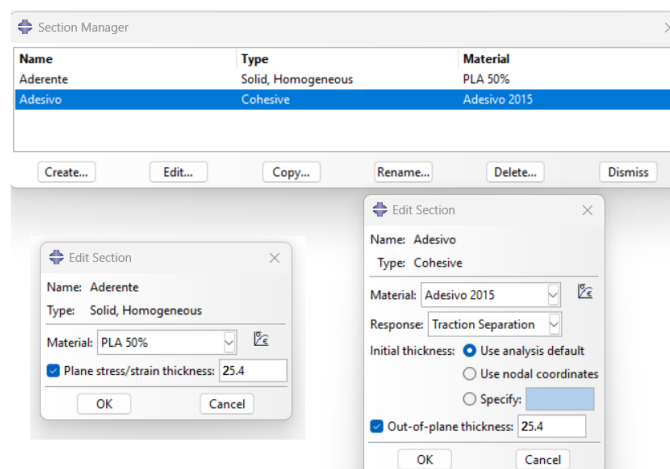 Section Manager
Name Type Material
Aderente Solid, Homogeneous PLA 50%
Adesivo Cohesive Adesivo 2015
Create... Edit... Copy... Rename... Delete... Dismiss
Edit Section
Name: Aderente
Type: Solid, Homogeneous
Material: PLA 50%
Plane stress/strain thickness: 25.4
OK Cancel
Edit Section
Name: Adesivo
Type: Cohesive
Material: Adesivo 2015
Response: Traction Separation
Initial thickness: Use analysis default
Use nodal coordinates
Specify:
Out-of-plane thickness: 25.4
OK Cancel